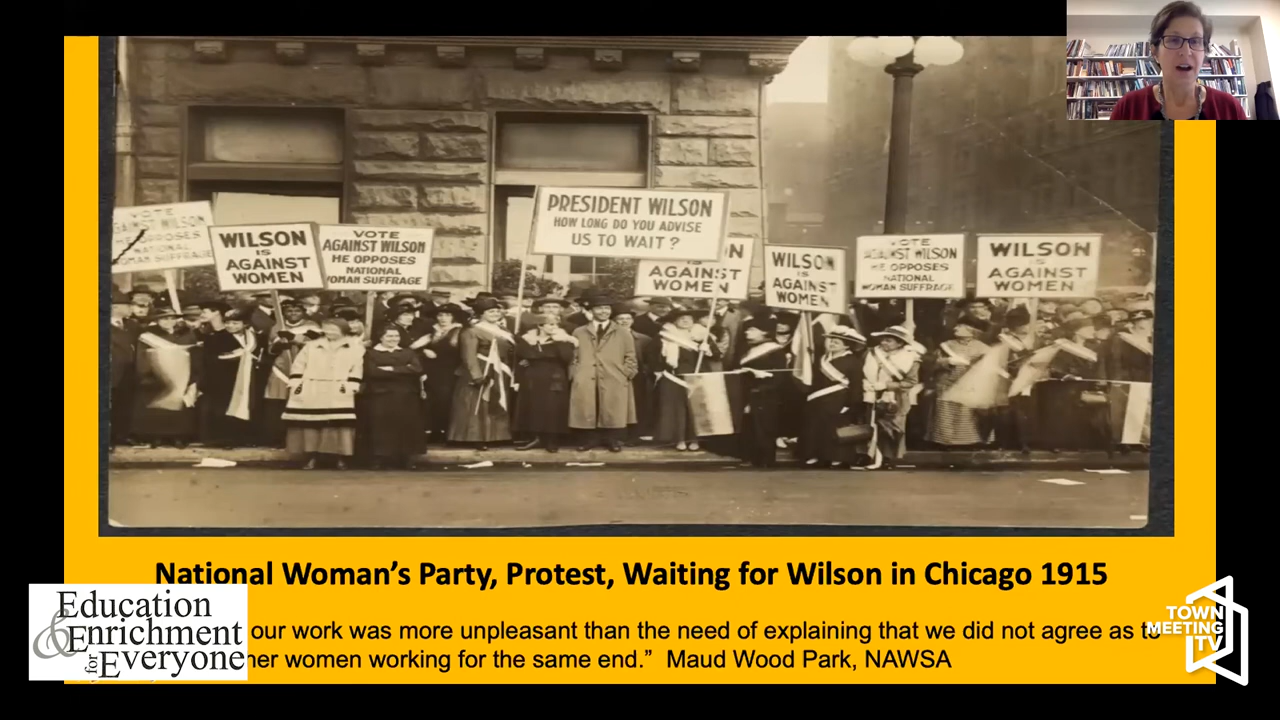 VOTE
AGAINST WILSON
HE OPPOSES
NATIONAL
WOMAN SUFFRAGE
WILSON
IS
AGAINST
WOMEN
VOTE
AGAINST WILSON
HE OPPOSES
NATIONAL
WOMAN SUFFRAGE
PRESIDENT WILSON
HOW LONG DO YOU ADVISE
US TO WAIT?
ON
AGAINST
WOMEN
WILSON
IS
AGAINST
WOMEN
VOTE
AGAINST WILSON
HE OPPOSES
NATIONAL
WOMAN SUFFRAGE
WILSON
IS
AGAINST
WOMEN
National Woman's Party, Protest, Waiting for Wilson in Chicago 1915
our work was more unpleasant than the need of explaining that we did not agree as to
her women working for the same end." Maud Wood Park, NAWSA
Education
& Enrichment
for Everyone
TOWN
MEETING
TV